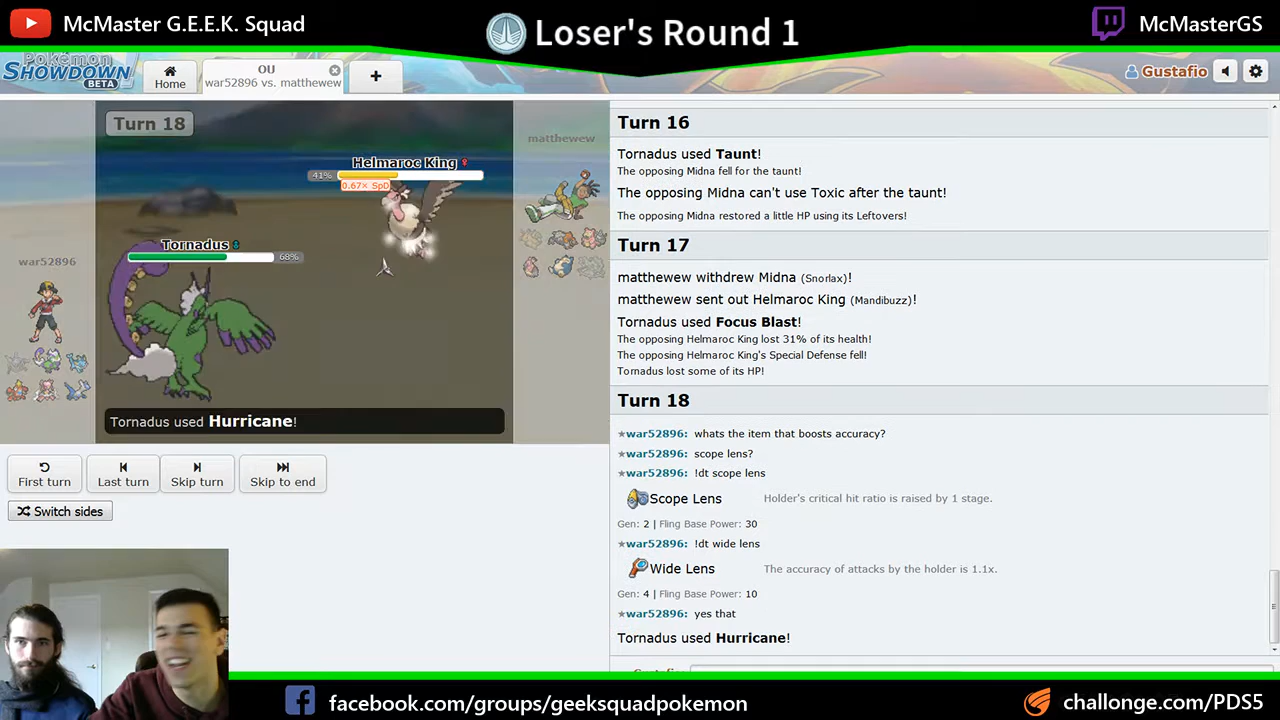 McMaster G.E.E.K. Squad
Loser's Round 1
McMasterGS
Pokémon
SHOWDOWN
BETA
Home
OU
war52896 vs. matthewew
+
Gustafio
Turn 18
matthewew
Helmaroc King
41%
0.67× SpD
Tornadus
68%
war52896
Tornadus used Hurricane!
First turn
Last turn
Skip turn
Skip to end
Switch sides
Turn 16
Tornadus used Taunt!
The opposing Midna fell for the taunt!
The opposing Midna can't use Toxic after the taunt!
The opposing Midna restored a little HP using its Leftovers!
Turn 17
matthewew withdrew Midna (Snorlax)!
matthewew sent out Helmaroc King (Mandibuzz)!
Tornadus used Focus Blast!
The opposing Helmaroc King lost 31% of its health!
The opposing Helmaroc King's Special Defense fell!
Tornadus lost some of its HP!
Turn 18
★war52896: whats the item that boosts accuracy?
★war52896: scope lens?
★war52896: !dt scope lens
Scope Lens Holder's critical hit ratio is raised by 1 stage.
Gen: 2 | Fling Base Power: 30
★war52896: !dt wide lens
Wide Lens The accuracy of attacks by the holder is 1.1x.
Gen: 4 | Fling Base Power: 10
★war52896: yes that
Tornadus used Hurricane!
facebook.com/groups/geeksquadpokemon
challonge.com/PDS5